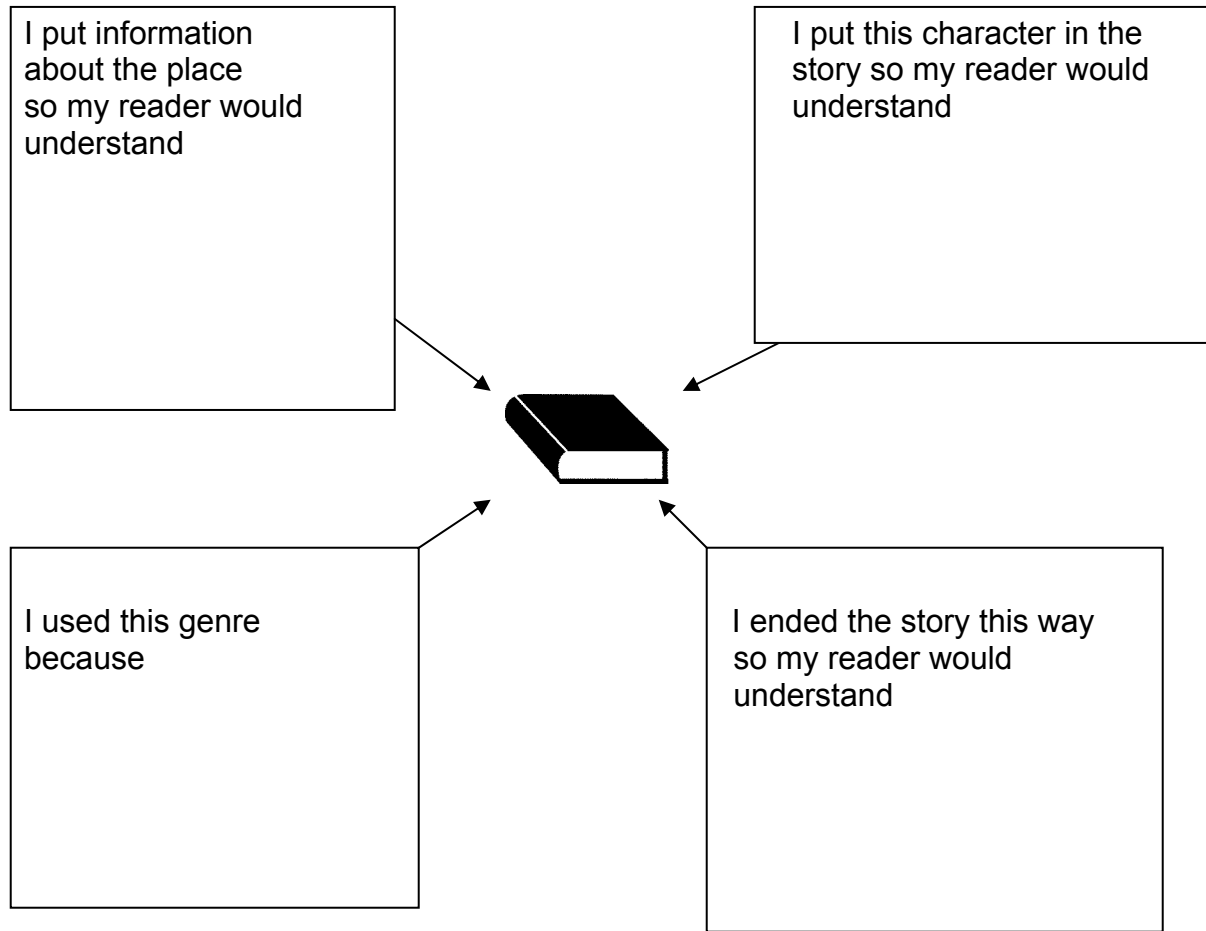 I put information
about the place
so my reader would
understand
I put this character in the
story so my reader would
understand
I used this genre
because
I ended the story this way
so my reader would
understand